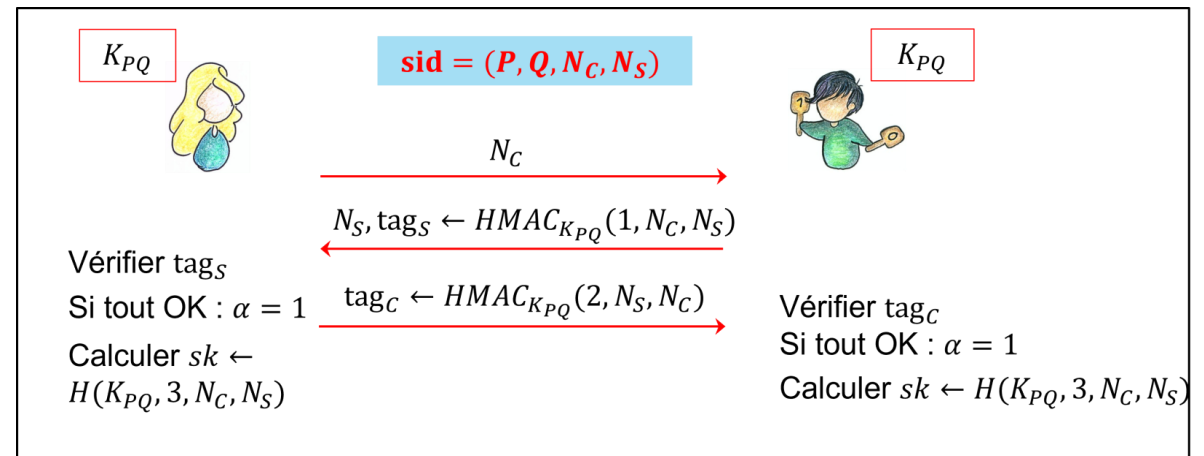 K_{PQ}
sid = (P, Q, N_C, N_S)
K_{PQ}
1
0
N_C
N_S, tag_S ← HMAC_{K_{PQ}}(1, N_C, N_S)
tag_C ← HMAC_{K_{PQ}}(2, N_S, N_C)
Vérifier tag_S
Si tout OK : α = 1
Calculer sk ←
H(K_{PQ}, 3, N_C, N_S)
Vérifier tag_C
Si tout OK : α = 1
Calculer sk ← H(K_{PQ}, 3, N_C, N_S)